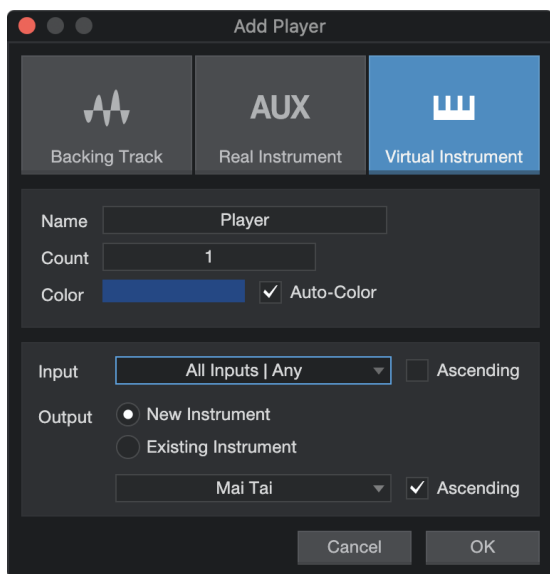 Add Player
AUX
Backing Track Real Instrument Virtual Instrument
Name Player
Count 1
Color Auto-Color
Input All Inputs | Any Ascending
Output New Instrument
Existing Instrument
Mai Tai Ascending
Cancel OK